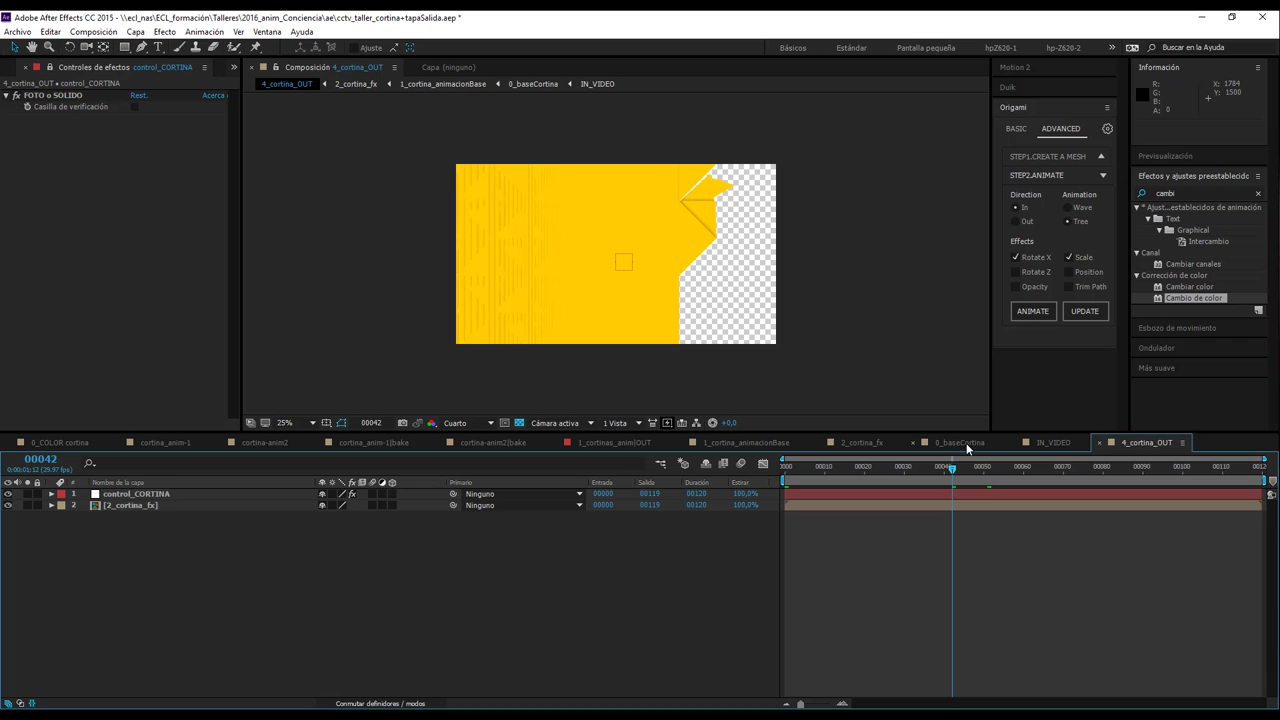 Adobe After Effects CC 2015 - \\ecl_nas\ECL_formación\Talleres\2016_anim_Conciencia\ae\cctv_taller_cortina+tapaSalida.aep *
Archivo Edición Composición Capa Efecto Animación Ver Ventana Ayuda
Ajuste Básicos Estándar Pantalla pequeña hpZ620-1 hp-Z620-2 Buscar en la Ayuda
Controles de efectos control_CORTINA
Composición 4_cortina_OUT
Capa (ninguno)
4_cortina_OUT • control_CORTINA
fx FOTO o SOLIDO Rest. Acerca
Casilla de verificación
4_cortina_OUT 2_cortina_fx 1_cortina_animacionBase 0_baseCortina IN_VIDEO
Motion 2
Duik
Origami
BASIC ADVANCED
STEP1.CREATE A MESH
STEP2.ANIMATE
Direction Animation
In Wave
Out Tree
Effects
Rotate X Scale
Rotate Z Position
Opacity Trim Path
ANIMATE UPDATE
Información
R: X: 1784
G: Y: 1500
B:
A: 0
Previsualización
Efectos y ajustes preestablecido
cambi
* Ajust...establecidos de animación
Text
Graphical
Intercambio
Canal
Cambiar canales
Corrección de color
Cambiar color
Cambio de color
Esbozo de movimiento
Ondulador
Más suave
25% 00042 Cuarto Cámara activa 1 Vista +0,0
0_COLOR cortina cortina_anim-1 cortina-anim2 cortina_anim-1|bake cortina-anim2|bake 1_cortinas_anim|OUT 1_cortina_animacionBase 2_cortina_fx 0_baseCortina IN_VIDEO 4_cortina_OUT
00042
0:00:01:12 (29.97 fps)
0000 00010 00020 00030 00040 00050 00060 00070 00080 00090 00100 00110 0012
# Nombre de la capa Primario Entrada Salida Duración Estirar
1 control_CORTINA fx Ninguno 00000 00119 00120 100,0%
2 [2_cortina_fx] Ninguno 00000 00119 00120 100,0%
Conmutar definidores / modos